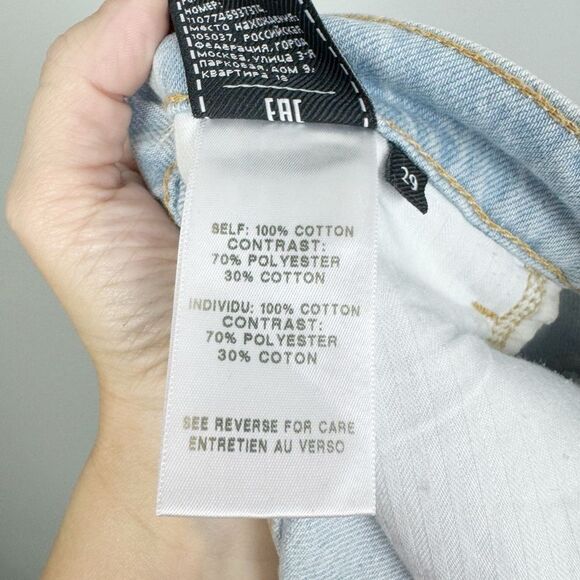 НОМЕР:
1107746937371,
МЕСТО НАХОЖДЕНИЯ:
105037, РОССИЙСКАЯ
ФЕДЕРАЦИЯ, ГОРОД
МОСКВА, УЛИЦА 3-Я
ПАРКОВАЯ, ДОМ 9,
КВАРТИРА 18
EAC
29
SELF: 100% COTTON
CONTRAST:
70% POLYESTER
30% COTTON
INDIVIDU: 100% COTTON
CONTRAST:
70% POLYESTER
30% COTON
SEE REVERSE FOR CARE
ENTRETIEN AU VERSO